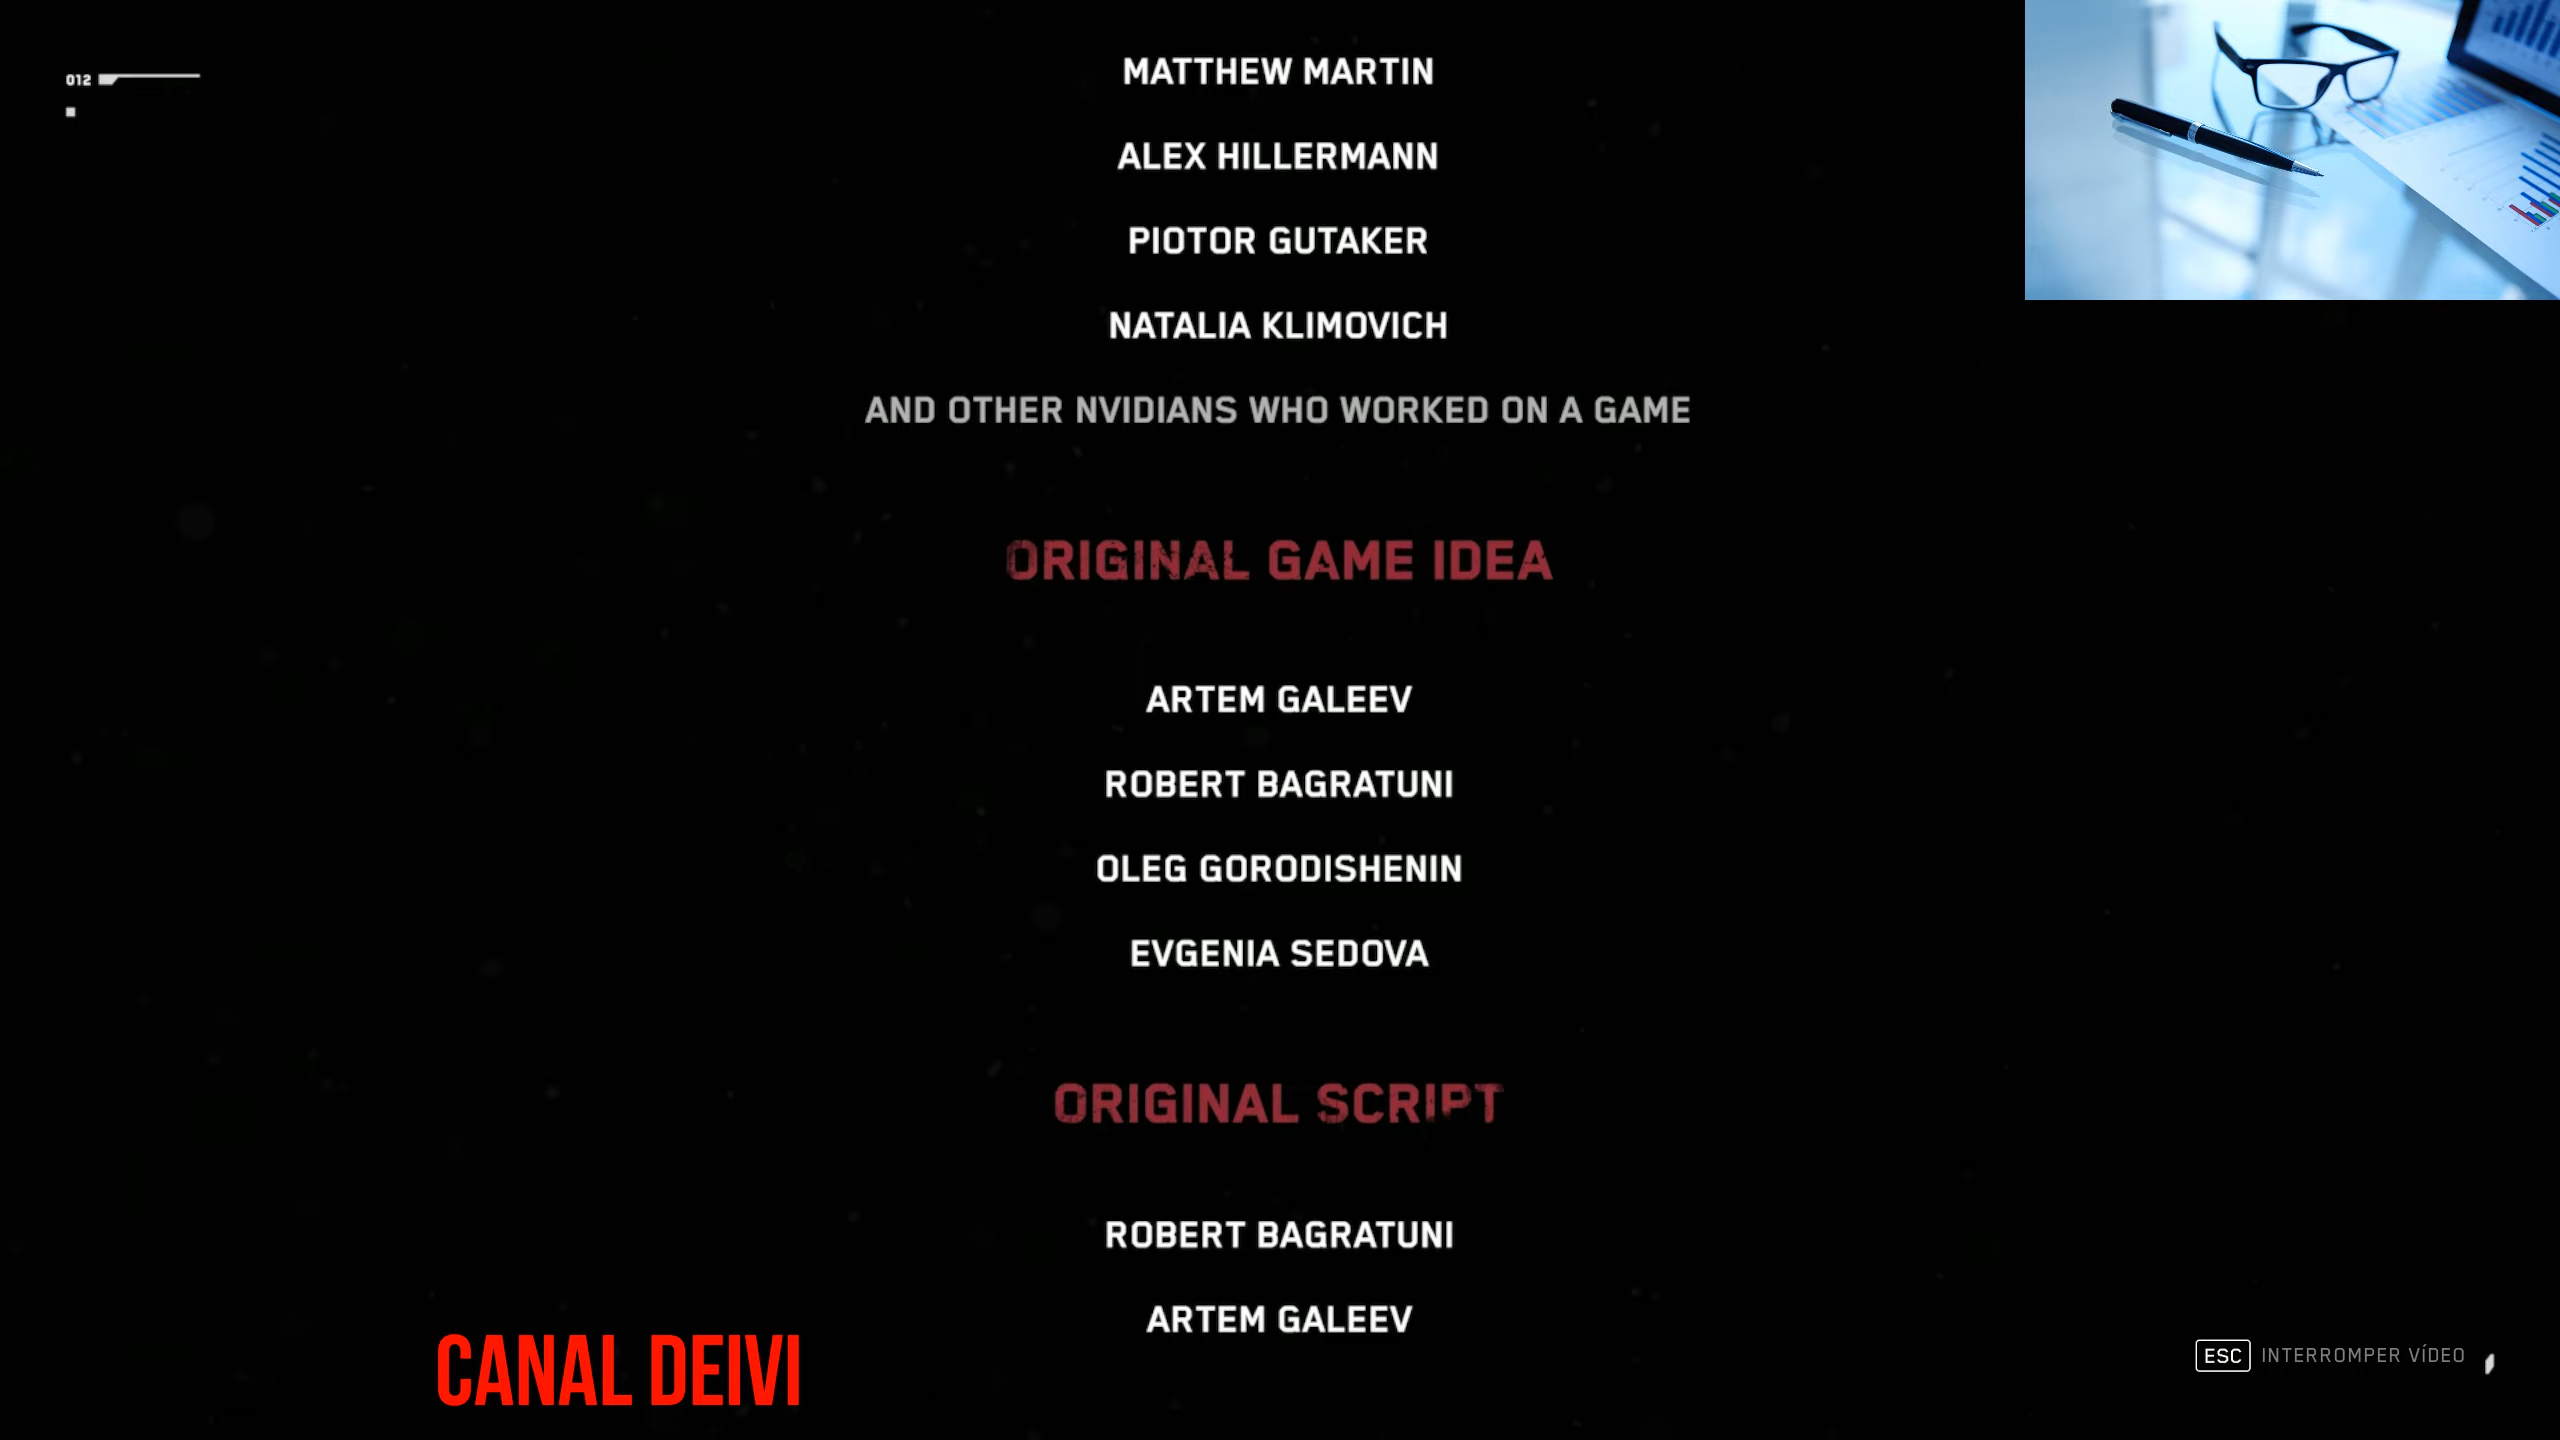 012
MATTHEW MARTIN
ALEX HILLERMANN
PIOTOR GUTAKER
NATALIA KLIMOVICH
AND OTHER NVIDIANS WHO WORKED ON A GAME
ORIGINAL GAME IDEA
ARTEM GALEEV
ROBERT BAGRATUNI
OLEG GORODISHENIN
EVGENIA SEDOVA
ORIGINAL SCRIPT
ROBERT BAGRATUNI
ARTEM GALEEV
CANAL DEIVI
ESC INTERROMPER VÍDEO